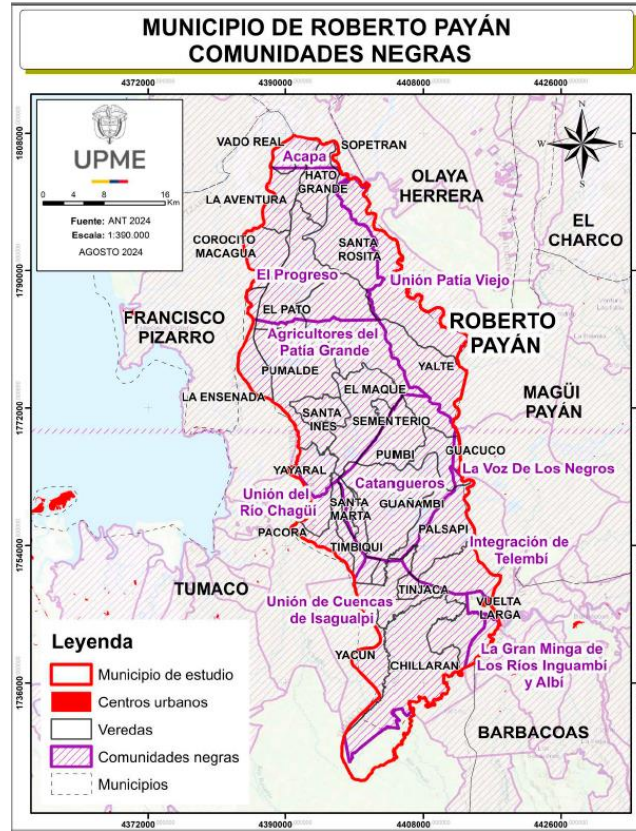 MUNICIPIO DE ROBERTO PAYÁN
COMUNIDADES NEGRAS
4372000 4390000 4408000 4426000
1808000
1790000
1772000
1754000
1736000
UPME
0 4 8 16
Km
Fuente: ANT 2024
Escala: 1:390.000
AGOSTO 2024
N
W E
S
VADO REAL
SOPETRAN
Acapa
HATO
GRANDE
OLAYA
HERRERA
LA AVENTURA
EL
CHARCO
COROCITO
MACAGUA
SANTA
ROSITA
El Progreso
Unión Patía Viejo
EL PATO
FRANCISCO
PIZARRO
ROBERTO
PAYÁN
Agricultores del
Patía Grande
YALTE
PUMALDE
EL MAQUE
MAGÜI
PAYÁN
LA ENSENADA
SANTA
INES
SEMENTERIO
GUACUCO
PUMBI
La Voz De Los Negros
YAYARAL
Catangueros
Unión del
Río Chagüi
SANTA
MARTA
GUAÑAMBI
PALSAPI
PACORA
TIMBIQUI
Integración de
Telembí
TUMACO
TINJACA
VUELTA
LARGA
Unión de Cuencas
de Isagualpi
YACUN
CHILLARAN
La Gran Minga de
Los Ríos Inguambí
y Albí
BARBACOAS
Leyenda
Municipio de estudio
Centros urbanos
Veredas
Comunidades negras
Municipios
4372000 4390000 4408000 4426000